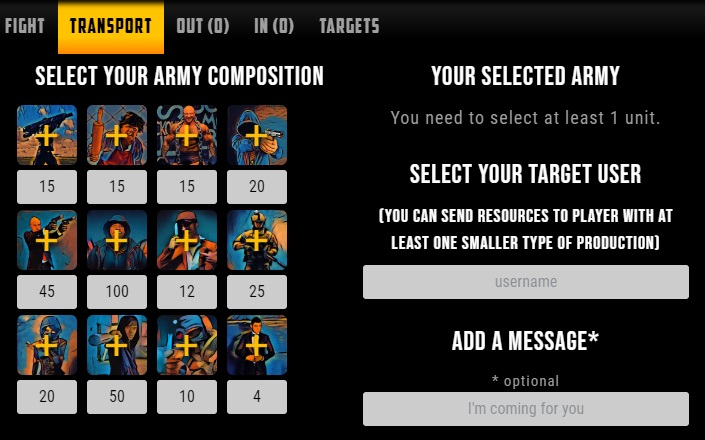 FIGHT TRANSPORT OUT (0) IN (0) TARGETS
SELECT YOUR ARMY COMPOSITION
15 15 15 20
45 100 12 25
20 50 10 4
YOUR SELECTED ARMY
You need to select at least 1 unit.
SELECT YOUR TARGET USER
(YOU CAN SEND RESOURCES TO PLAYER WITH AT
LEAST ONE SMALLER TYPE OF PRODUCTION)
username
ADD A MESSAGE*
* optional
I'm coming for you